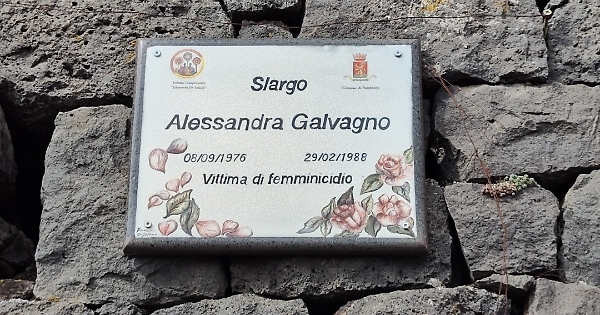 Slargo
Alessandra Galvagno
08/09/1976 29/02/1988
Vittima di femminicidio